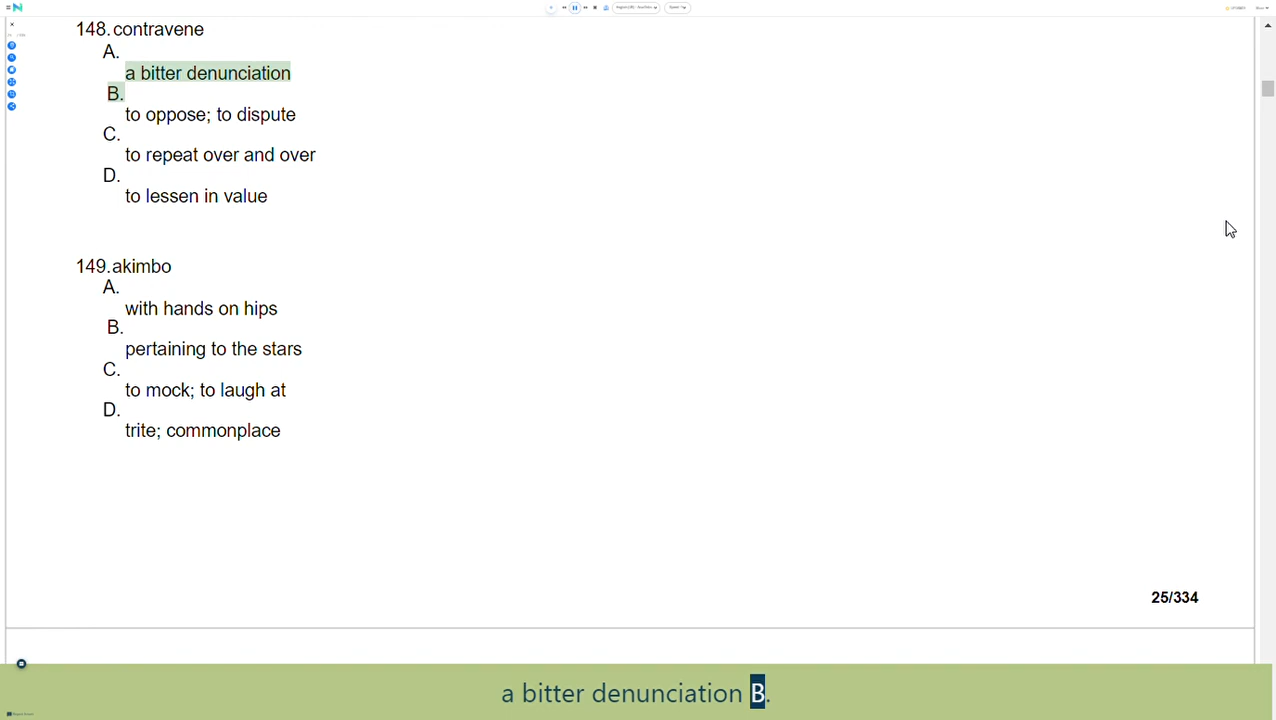 148. contravene
A.
a bitter denunciation
B.
to oppose; to dispute
C.
to repeat over and over
D.
to lessen in value
149. akimbo
A.
with hands on hips
B.
pertaining to the stars
C.
to mock; to laugh at
D.
trite; commonplace
25/334
a bitter denunciation B.